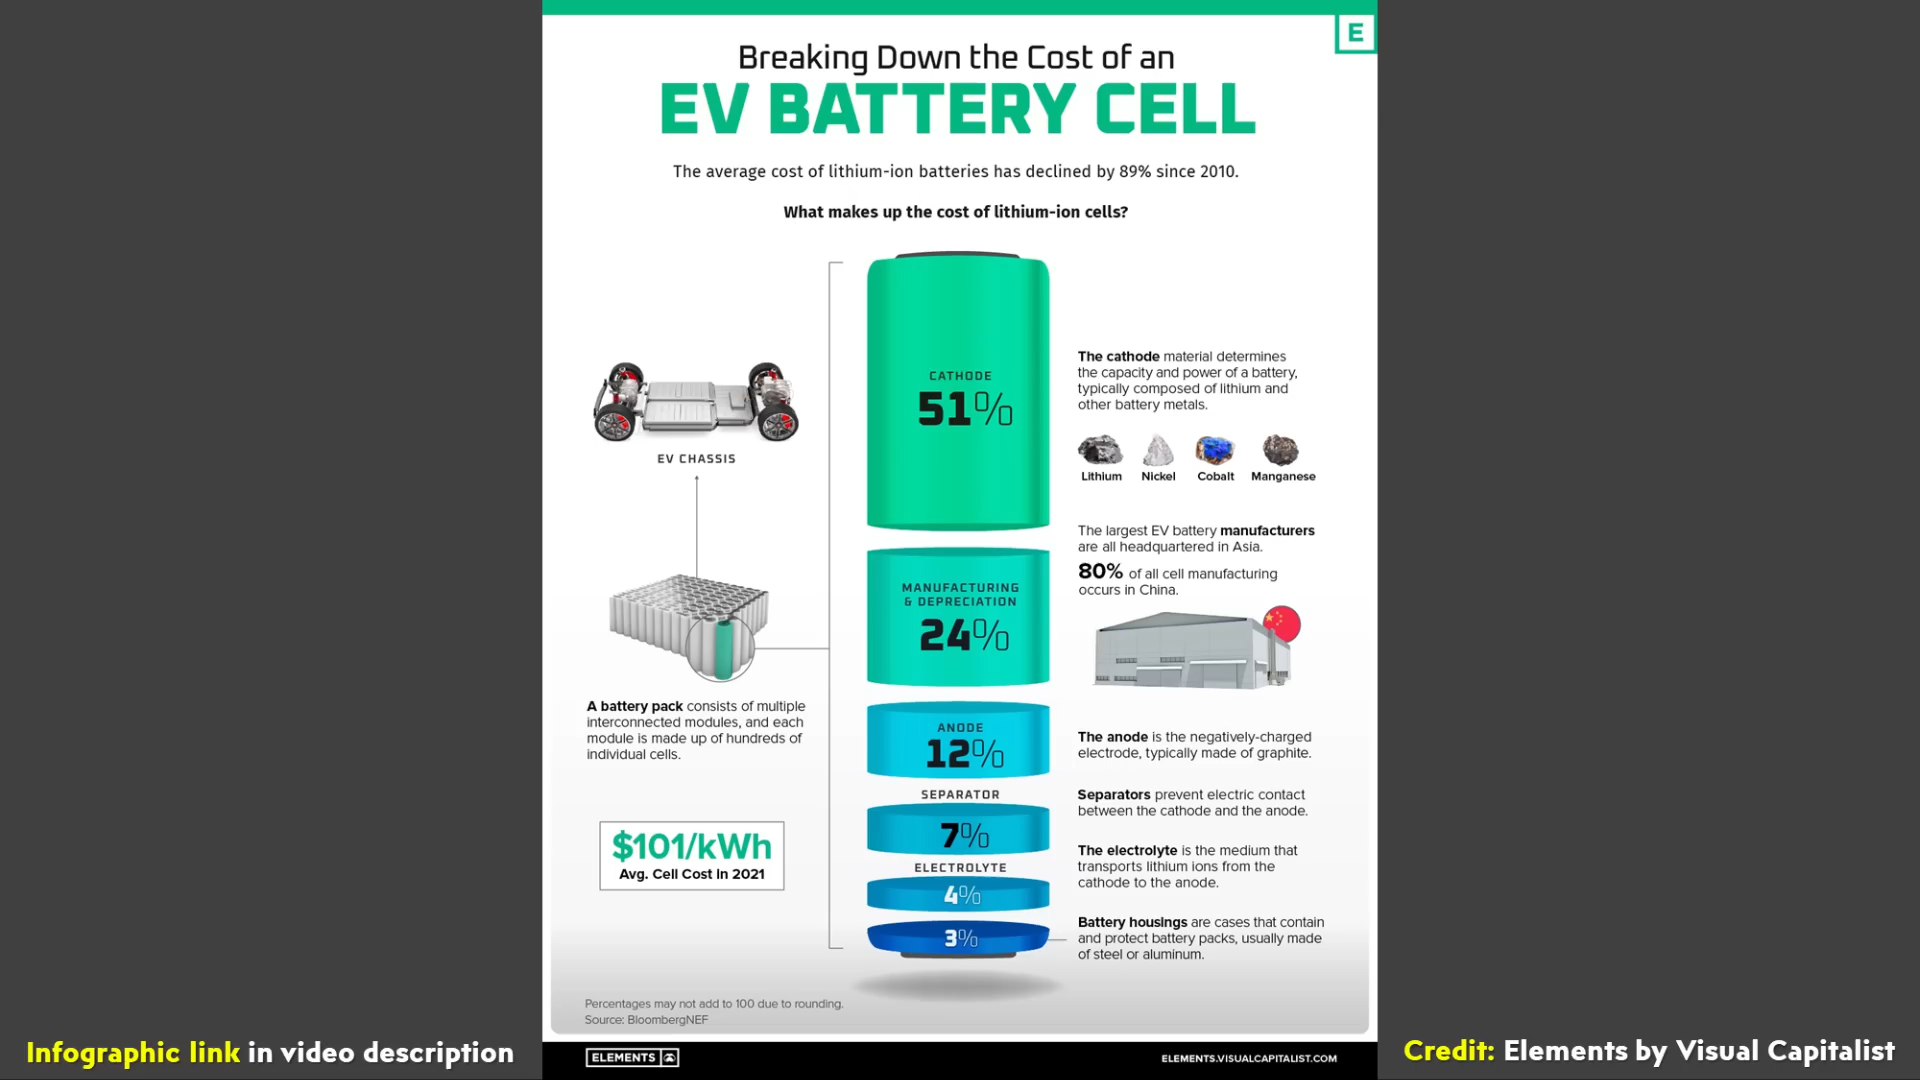 E
Breaking Down the Cost of an
EV BATTERY CELL
The average cost of lithium-ion batteries has declined by 89% since 2010.
What makes up the cost of lithium-ion cells?
EV CHASSIS
A battery pack consists of multiple
interconnected modules, and each
module is made up of hundreds of
individual cells.
$101/kWh
Avg. Cell Cost in 2021
CATHODE
51%
MANUFACTURING
& DEPRECIATION
24%
ANODE
12%
SEPARATOR
7%
ELECTROLYTE
4%
3%
The cathode material determines
the capacity and power of a battery,
typically composed of lithium and
other battery metals.
Lithium Nickel Cobalt Manganese
The largest EV battery manufacturers
are all headquartered in Asia.
80% of all cell manufacturing
occurs in China.
The anode is the negatively-charged
electrode, typically made of graphite.
Separators prevent electric contact
between the cathode and the anode.
The electrolyte is the medium that
transports lithium ions from the
cathode to the anode.
Battery housings are cases that contain
and protect battery packs, usually made
of steel or aluminum.
Percentages may not add to 100 due to rounding.
Source: BloombergNEF
ELEMENTS
ELEMENTS.VISUALCAPITALIST.COM
Infographic link in video description
Credit: Elements by Visual Capitalist